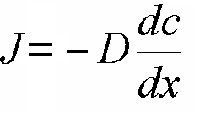 J = − D dc/dx